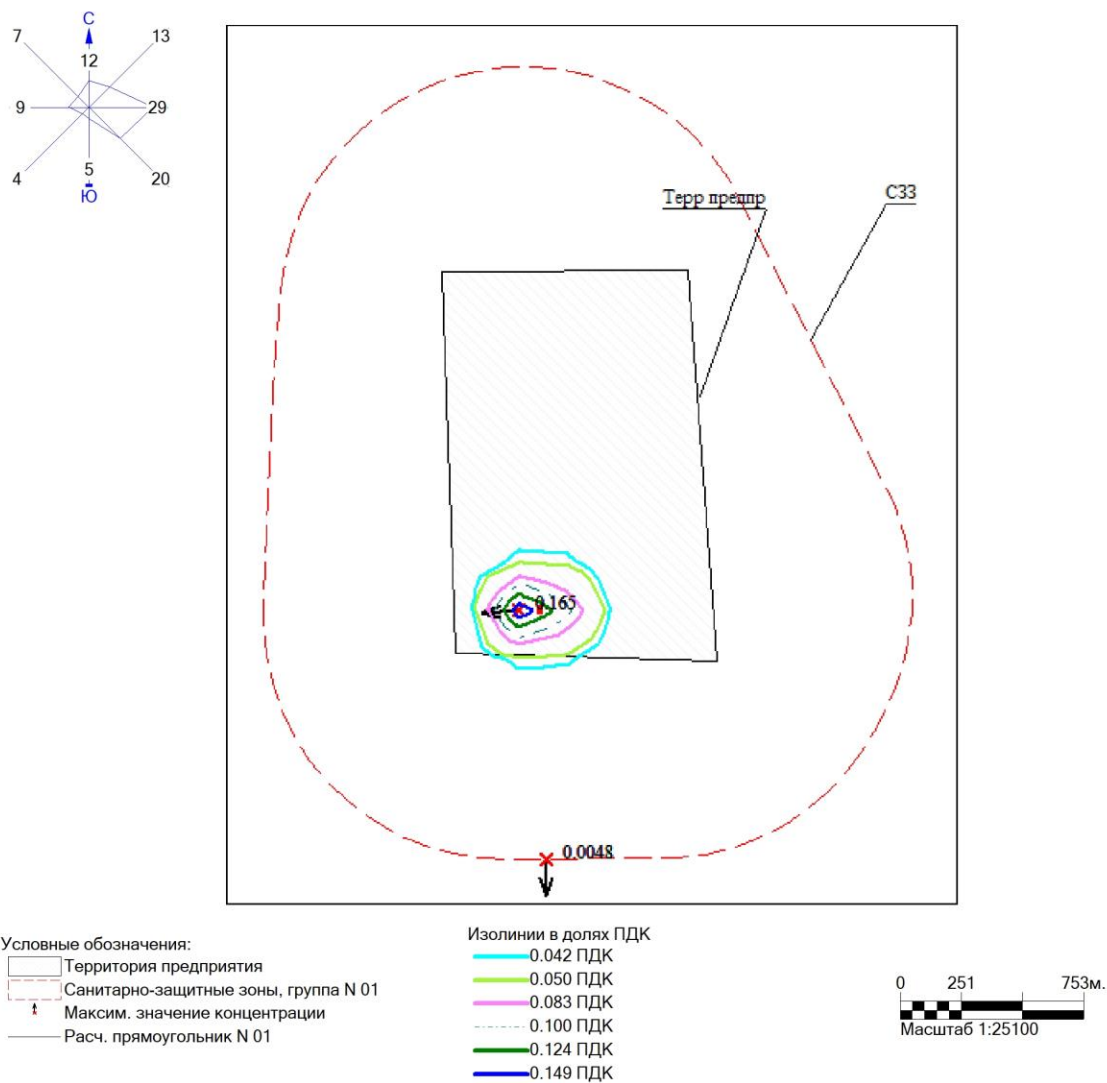 С
7
13
12
9
29
5
4
20
Ю
Терр предпр
СЗЗ
0.165
0.0048
Условные обозначения:
Территория предприятия
Санитарно-защитные зоны, группа N 01
Максим. значение концентрации
Расч. прямоугольник N 01
Изолинии в долях ПДК
0.042 ПДК
0.050 ПДК
0.083 ПДК
0.100 ПДК
0.124 ПДК
0.149 ПДК
0 251 753м.
Масштаб 1:25100